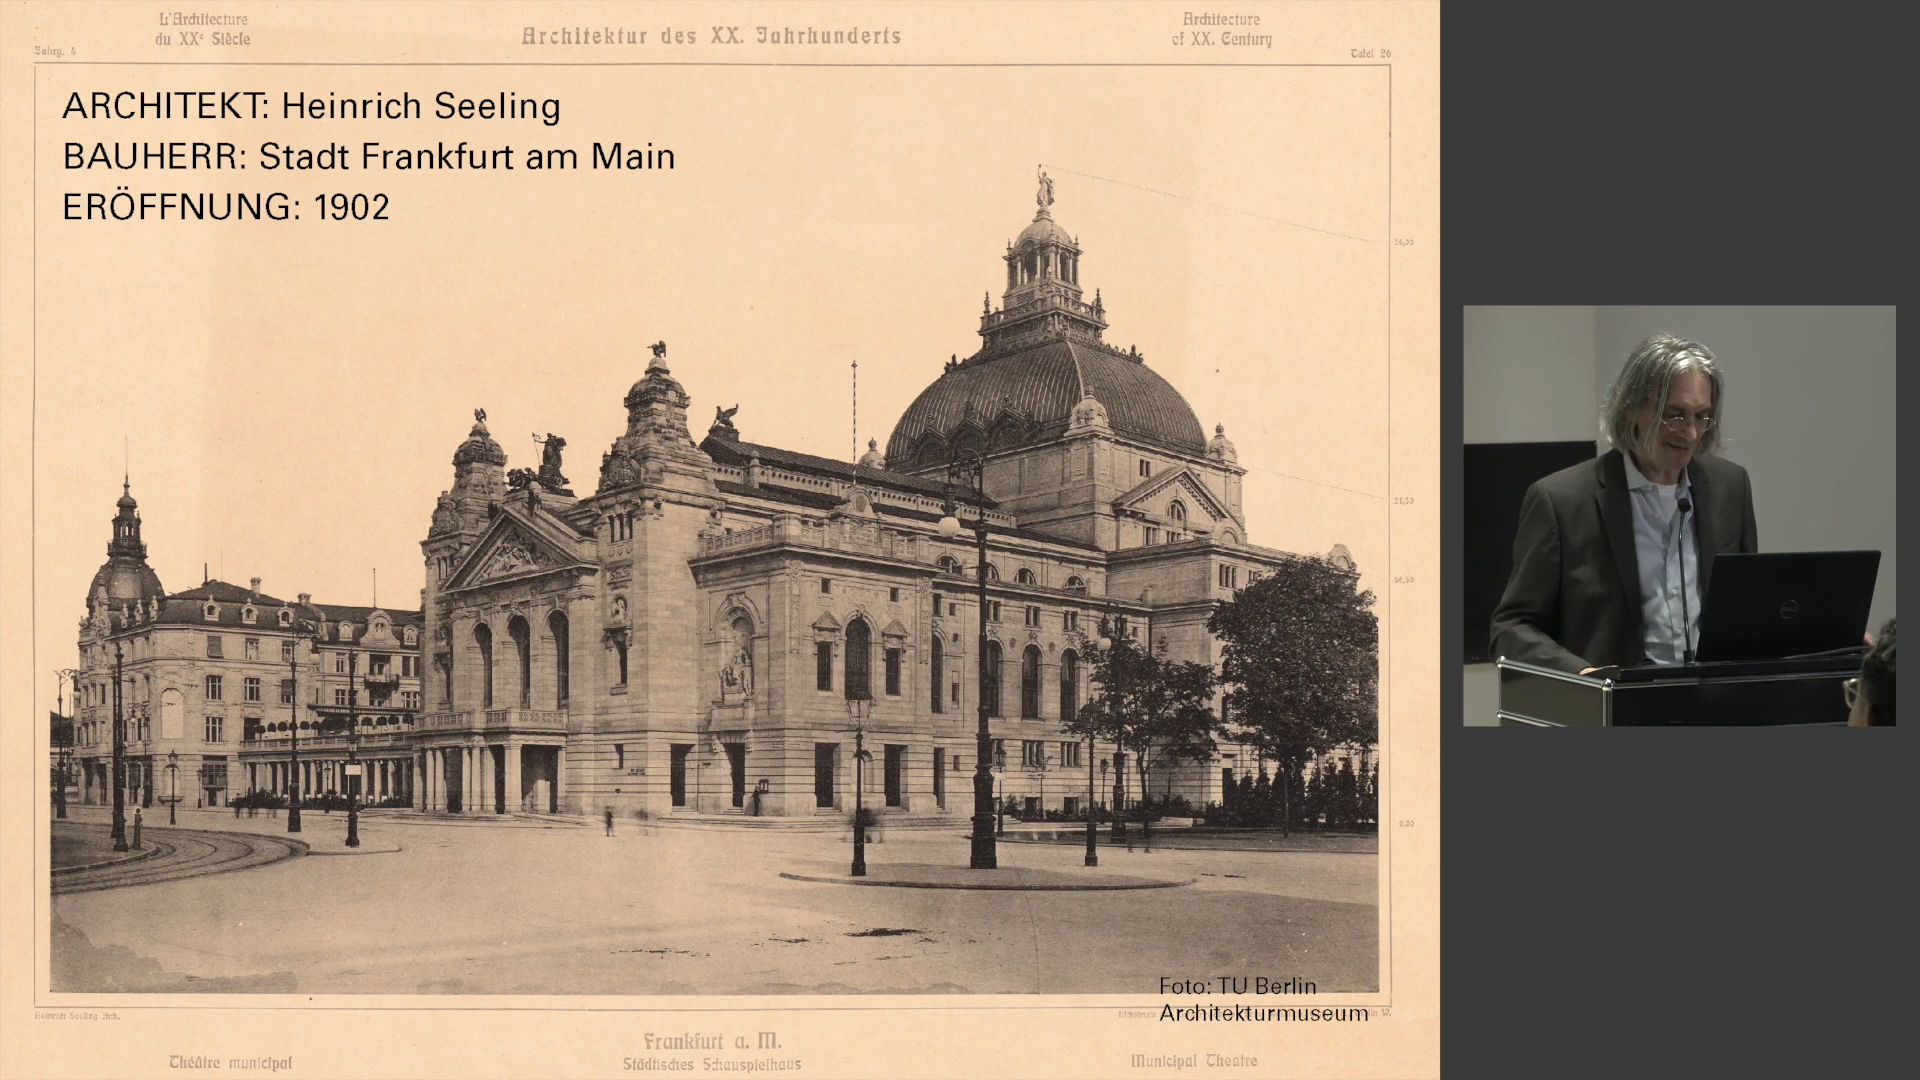 L'Architecture
du XXe Siècle
Architektur des XX. Jahrhunderts
Architecture
of XX. Century
Jahrg. 4
Tafel 26
ARCHITEKT: Heinrich Seeling
BAUHERR: Stadt Frankfurt am Main
ERÖFFNUNG: 1902
DELL
Foto: TU Berlin
Architekturmuseum
Heinrich Seeling Arch.
Frankfurt a. M.
Théâtre municipal
Städtisches Schauspielhaus
Municipal Theatre